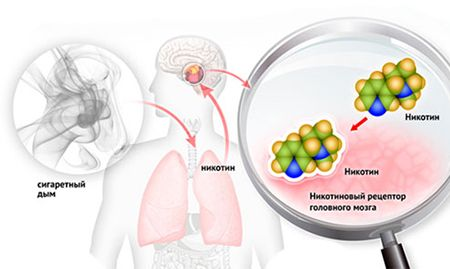 сигаретный
дым
никотин
Никотин
Никотин
Никотиновый рецептор
головного мозга